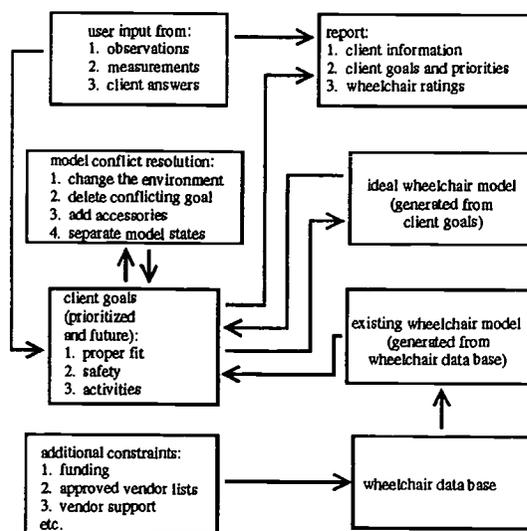 user input from:
1. observations
2. measurements
3. client answers
report:
1. client information
2. client goals and priorities
3. wheelchair ratings
model conflict resolution:
1. change the environment
2. delete conflicting goal
3. add accessories
4. separate model states
ideal wheelchair model
(generated from
client goals)
client goals
(prioritized
and future):
1. proper fit
2. safety
3. activities
existing wheelchair model
(generated from
wheelchair data base)
additional constraints:
1. funding
2. approved vendor lists
3. vendor support
etc.
wheelchair data base